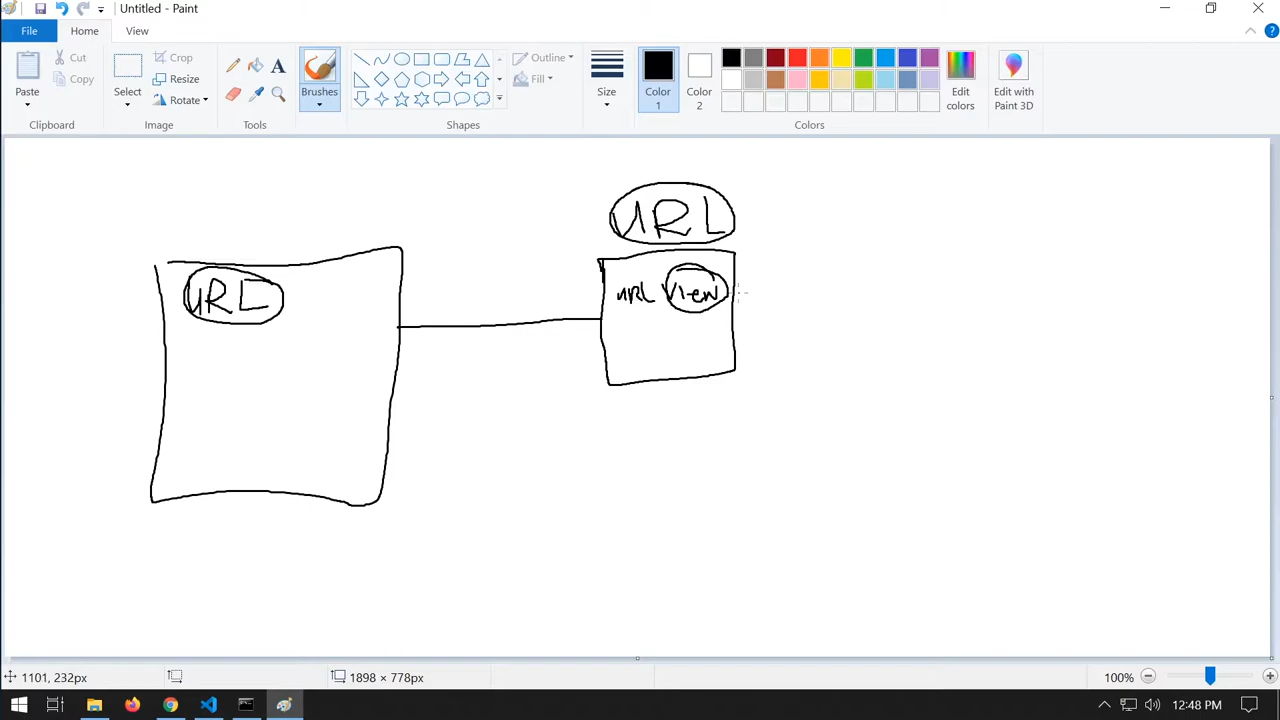 Untitled - Paint
File
Home
View
Paste
Cut
Copy
Clipboard
Select
Crop
Resize
Rotate
Image
A
Tools
Brushes
Outline
Fill
Shapes
Size
Color 1
Color 2
Edit colors
Colors
Edit with Paint 3D
URL
URL
URL View
1101, 232px
1898 × 778px
100%
12:48 PM